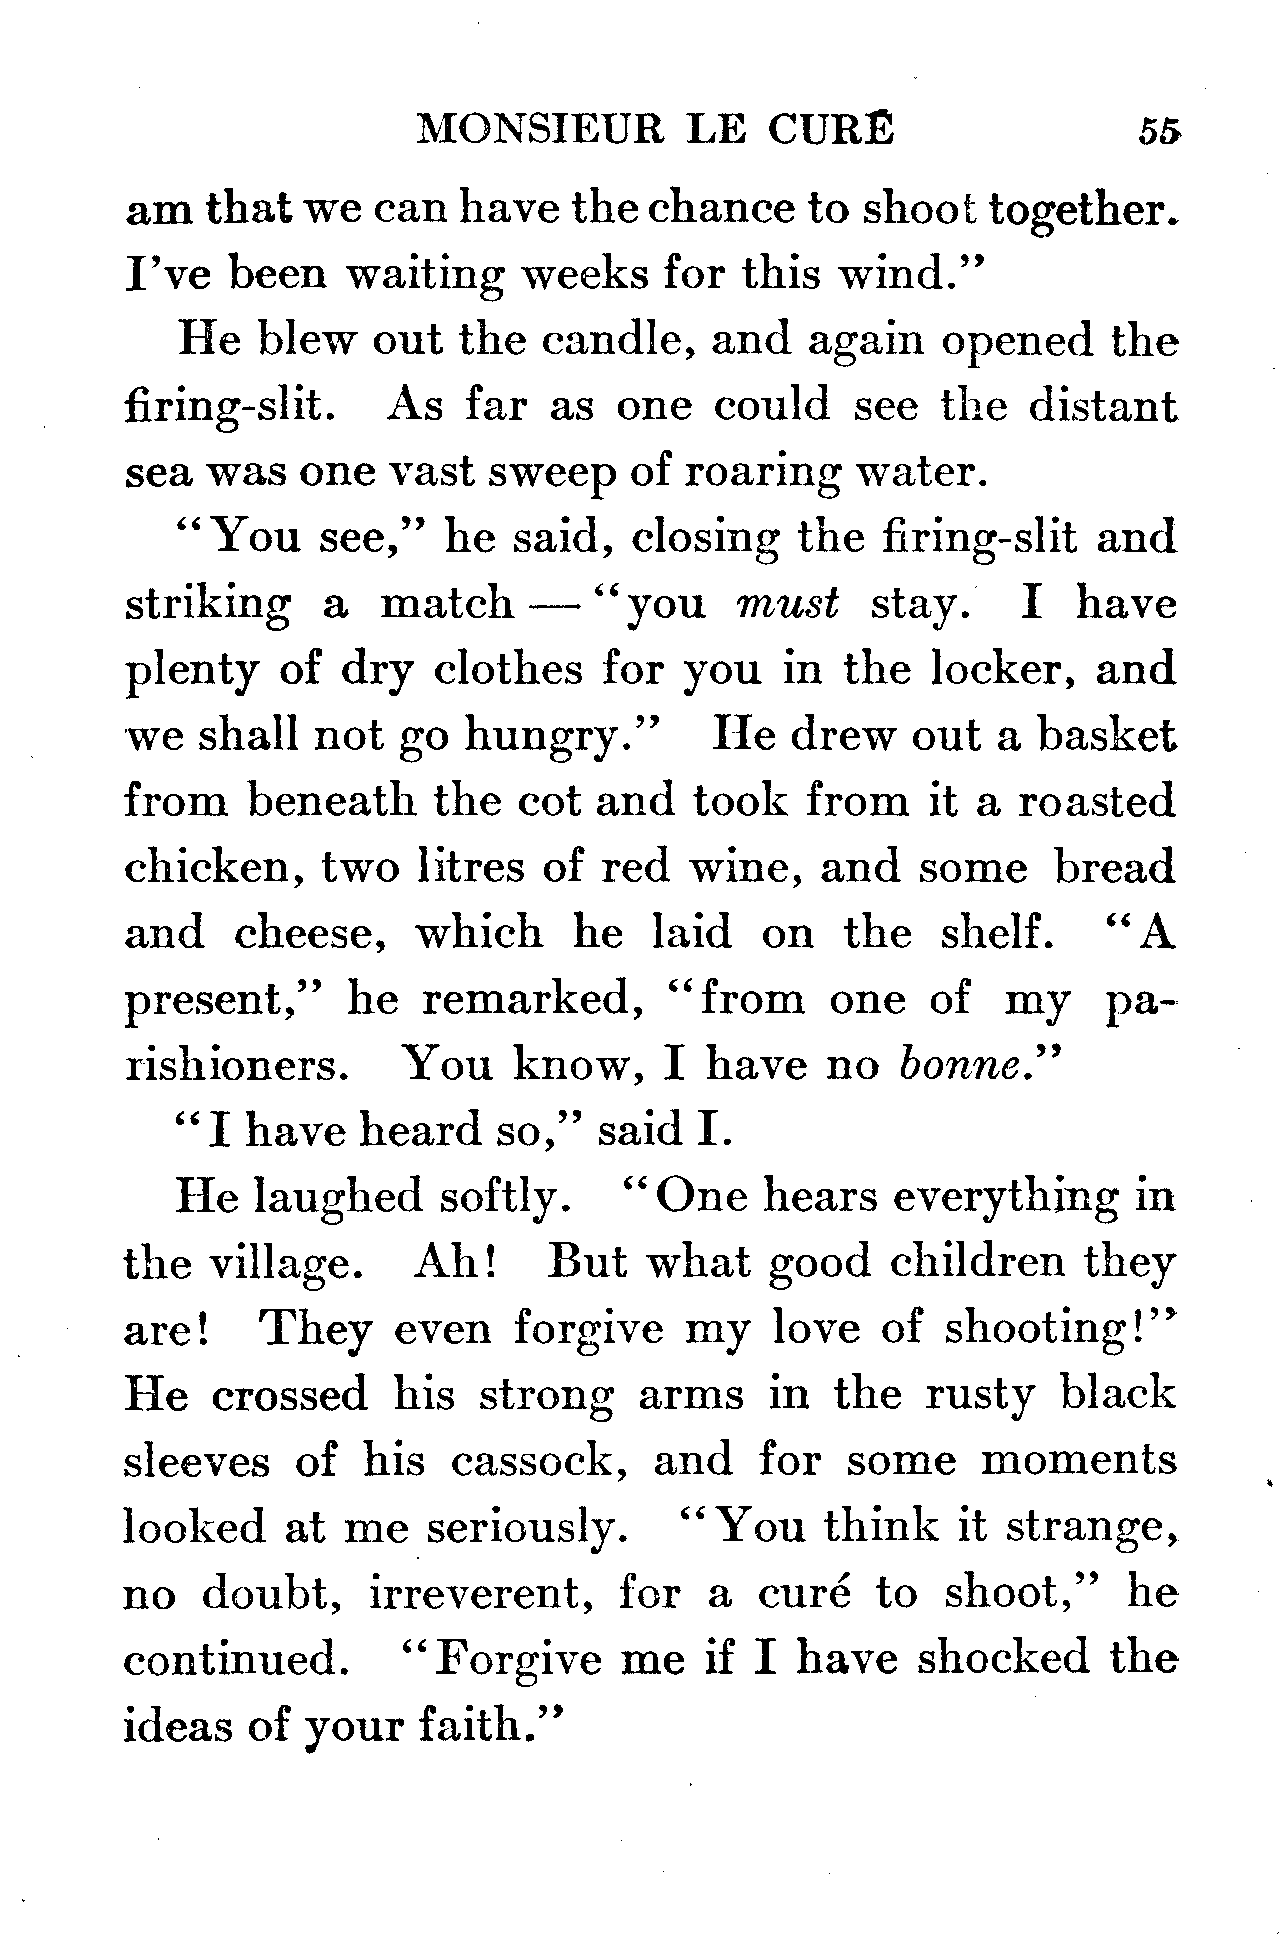 MONSIEUR LE CURÉ 55
am that we can have the chance to shoot together.
I've been waiting weeks for this wind."
He blew out the candle, and again opened the
firing-slit. As far as one could see the distant
sea was one vast sweep of roaring water.
"You see," he said, closing the firing-slit and
striking a match — "you must stay. I have
plenty of dry clothes for you in the locker, and
we shall not go hungry." He drew out a basket
from beneath the cot and took from it a roasted
chicken, two litres of red wine, and some bread
and cheese, which he laid on the shelf. "A
present," he remarked, "from one of my pa-
rishioners. You know, I have no bonne."
"I have heard so," said I.
He laughed softly. "One hears everything in
the village. Ah! But what good children they
are! They even forgive my love of shooting!"
He crossed his strong arms in the rusty black
sleeves of his cassock, and for some moments
looked at me seriously. "You think it strange,
no doubt, irreverent, for a curé to shoot," he
continued. "Forgive me if I have shocked the
ideas of your faith."